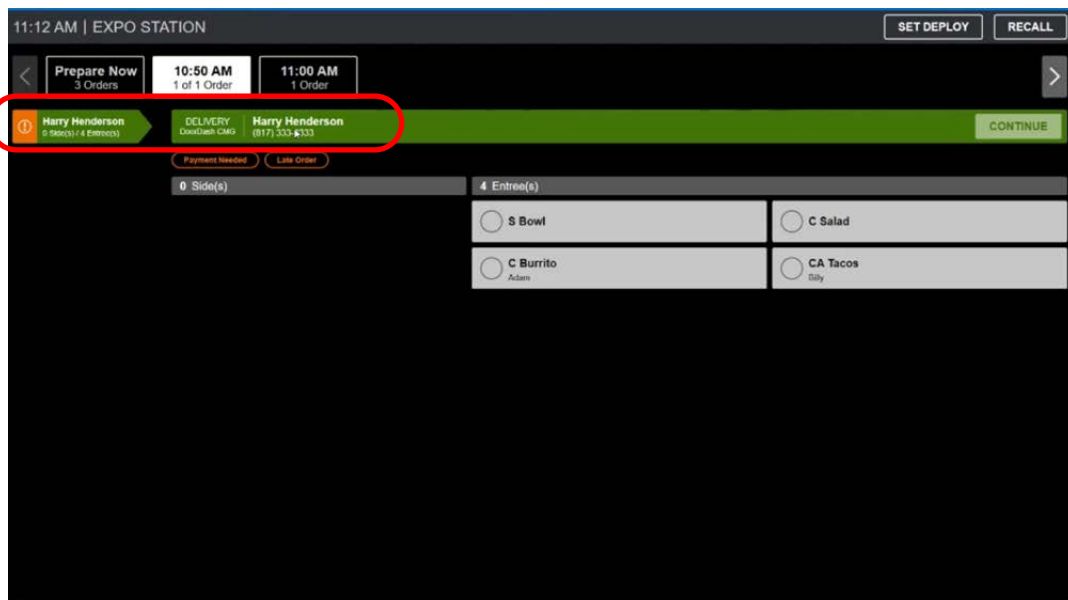 11:12 AM | EXPO STATION
SET DEPLOY
RECALL
Prepare Now
3 Orders
10:50 AM
1 of 1 Order
11:00 AM
1 Order
Harry Henderson
0 Side(s) / 4 Entree(s)
DELIVERY
DoorDash CMG
Harry Henderson
(817) 333-
CONTINUE
Payment Needed
Late Order
0 Side(s)
4 Entree(s)
S Bowl
C Salad
C Burrito
Adam
CA Tacos